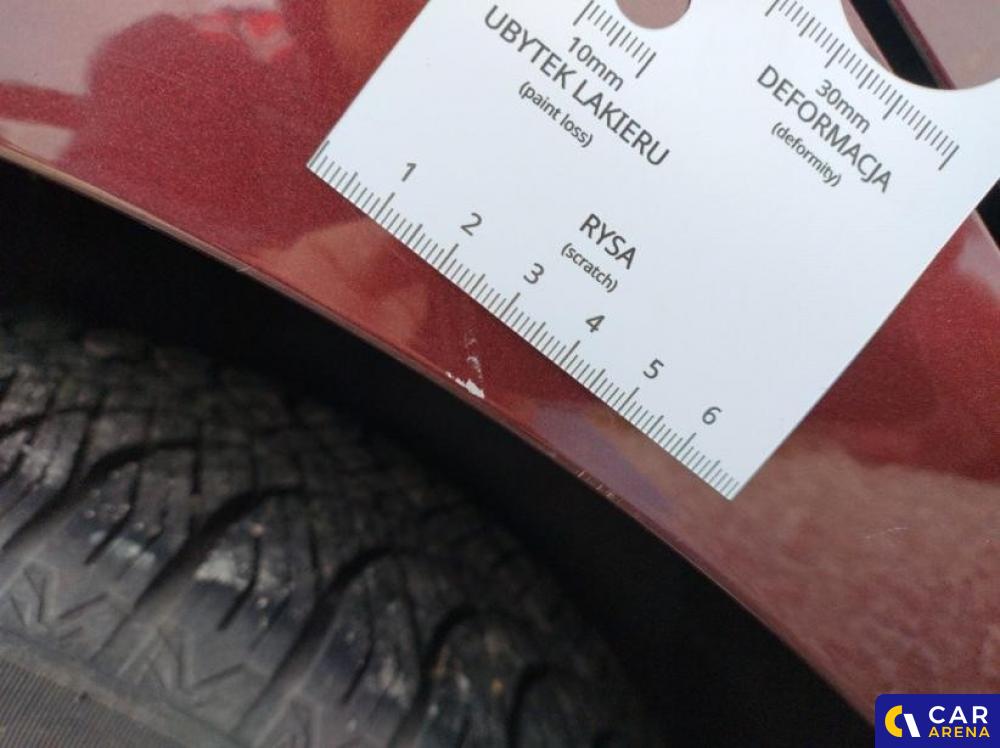 10mm
UBYTEK LAKIERU
(paint loss)
30mm
DEFORMACJA
(deformity)
RYSA
(scratch)
1 2 3 4 5 6
CAR
ARENA